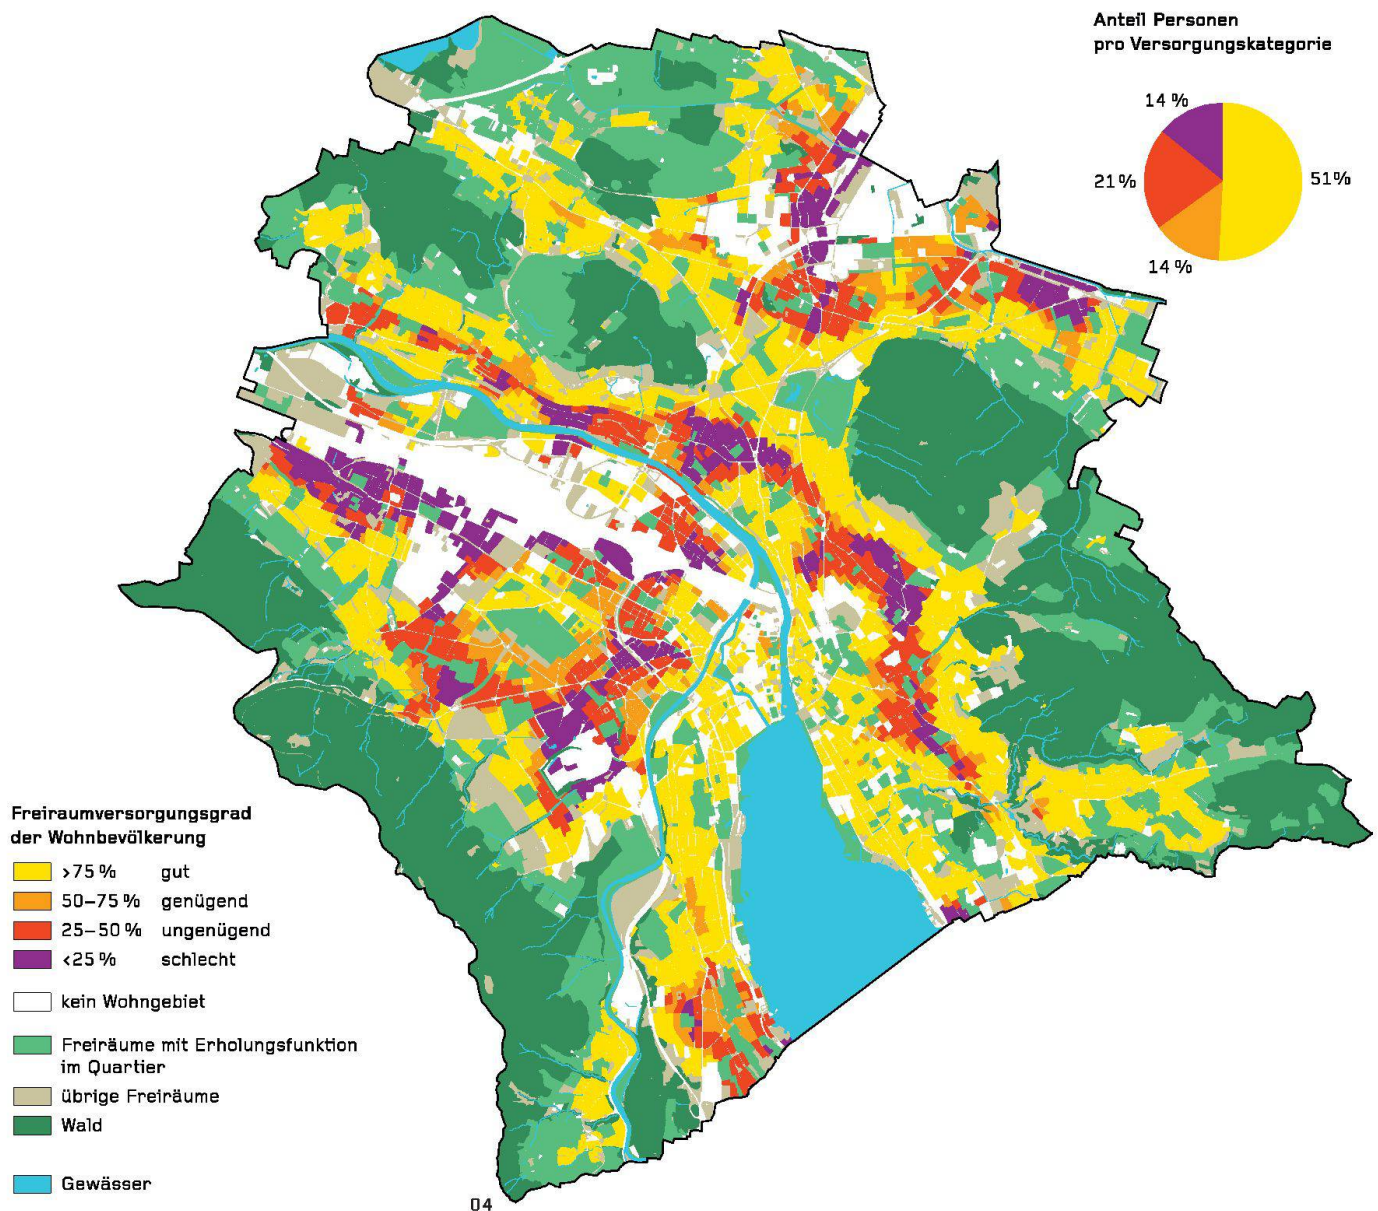 Anteil Personen
pro Versorgungskategorie
14 %
21 %
51 %
14 %
Freiraumversorgungsgrad
der Wohnbevölkerung
>75 % gut
50–75 % genügend
25–50 % ungenügend
<25 % schlecht
kein Wohngebiet
Freiräume mit Erholungsfunktion
im Quartier
übrige Freiräume
Wald
Gewässer
04